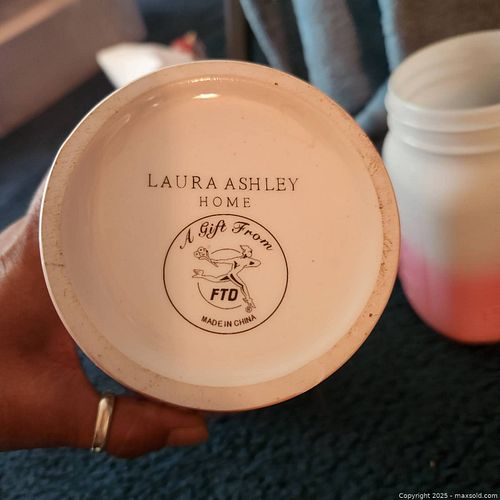 LAURA ASHLEY
HOME
A Gift From
FTD
MADE IN CHINA
Copyright 2025 - maxsold.com